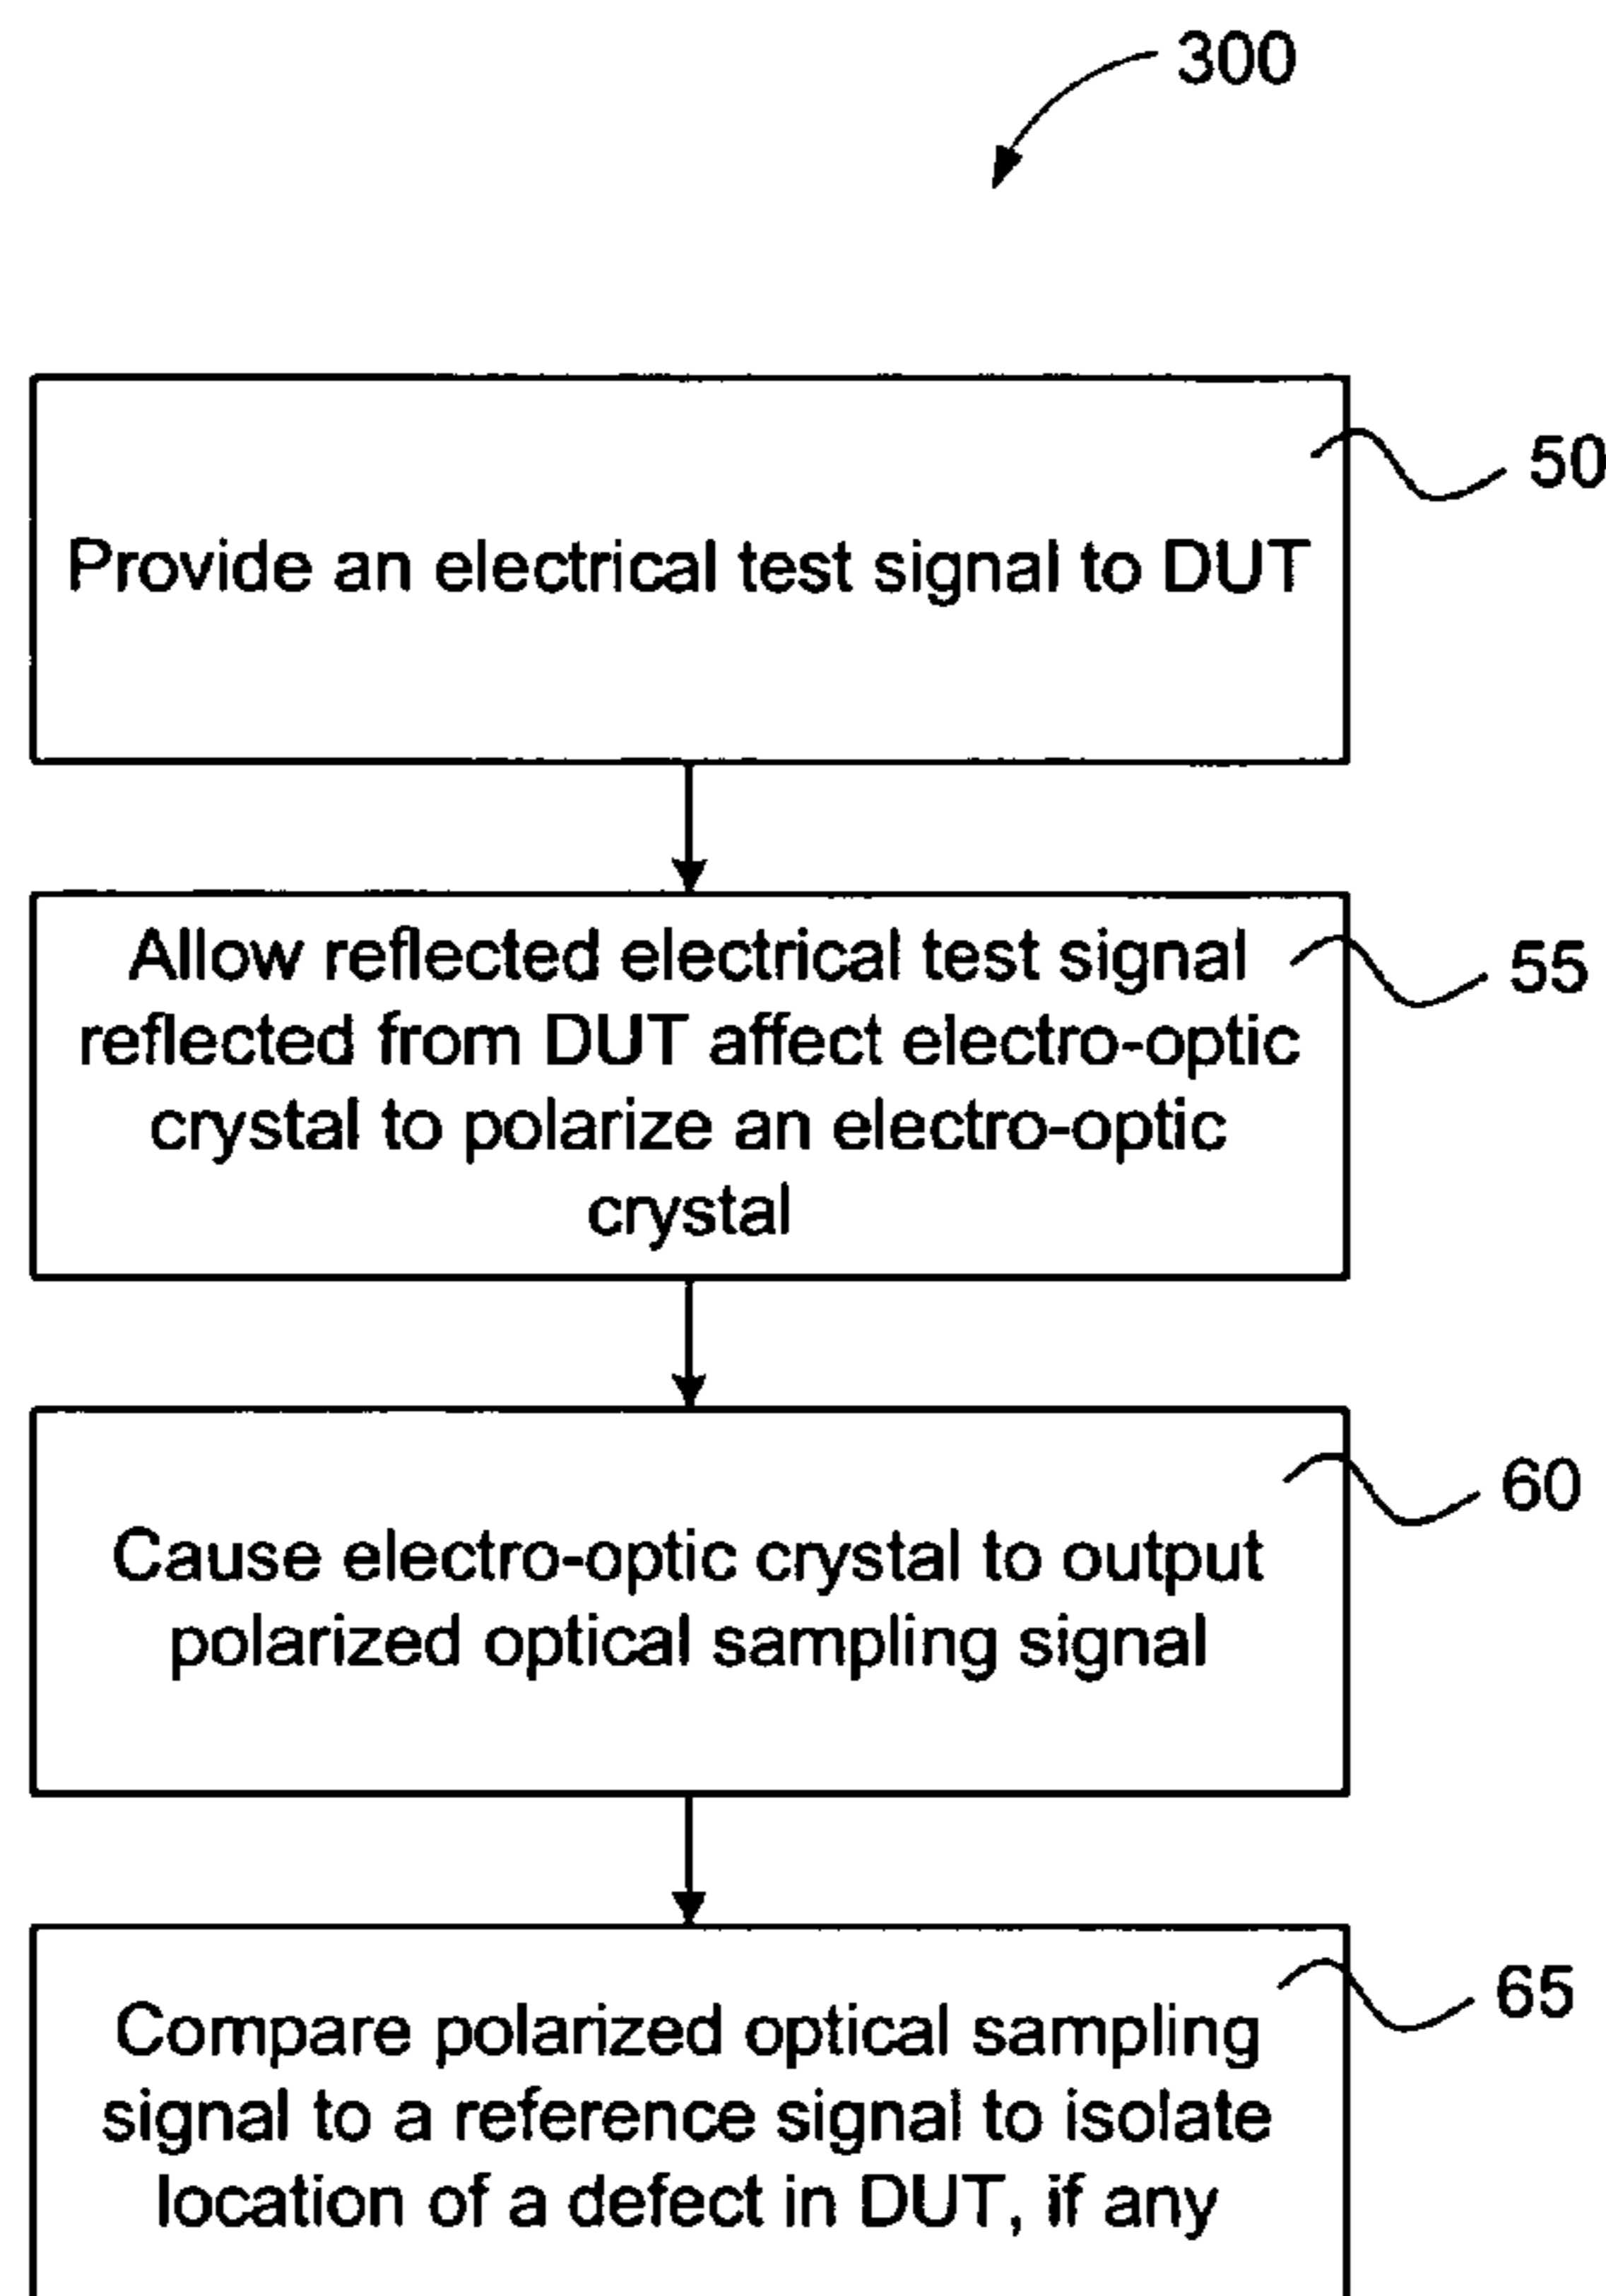 300
50
Provide an electrical test signal to DUT
Allow reflected electrical test signal
55
reflected from DUT affect electro-optic
crystal to polarize an electro-optic
crystal
60
Cause electro-optic crystal to output
polarized optical sampling signal
65
Compare polarized optical sampling
signal to a reference signal to isolate
location of a defect in DUT, if any